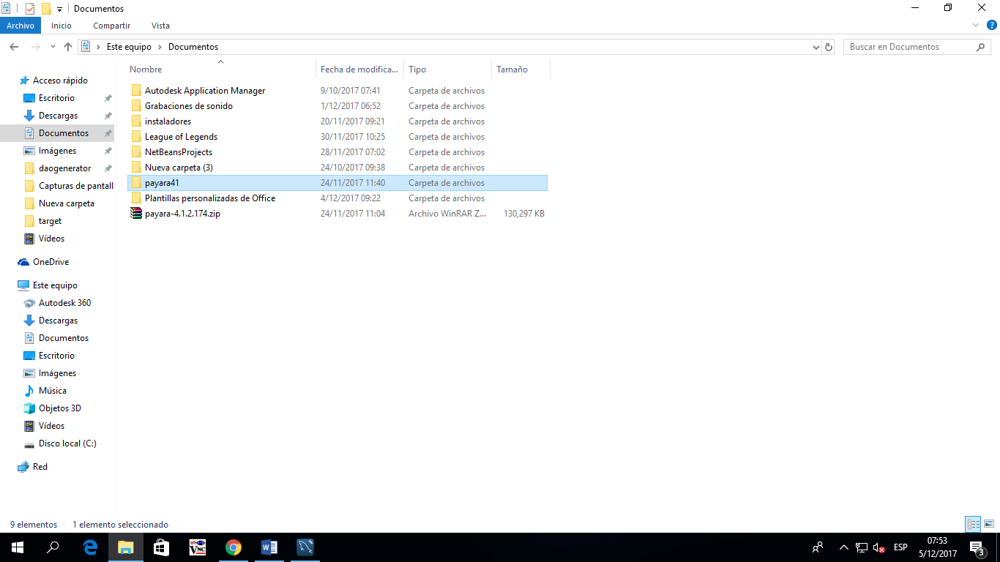 Documentos
Archivo Inicio Compartir Vista
Este equipo Documentos Buscar en Documentos
Nombre Fecha de modifica... Tipo Tamaño
Acceso rápido
Escritorio
Descargas
Documentos
Imágenes
daogenerator
Capturas de pantall
Nueva carpeta
target
Vídeos
OneDrive
Este equipo
Autodesk 360
Descargas
Documentos
Escritorio
Imágenes
Música
Objetos 3D
Vídeos
Disco local (C:)
Red
Autodesk Application Manager 9/10/2017 07:41 Carpeta de archivos
Grabaciones de sonido 1/12/2017 06:52 Carpeta de archivos
instaladores 20/11/2017 09:21 Carpeta de archivos
League of Legends 30/11/2017 10:25 Carpeta de archivos
NetBeansProjects 28/11/2017 07:02 Carpeta de archivos
Nueva carpeta (3) 24/10/2017 09:38 Carpeta de archivos
payara41 24/11/2017 11:40 Carpeta de archivos
Plantillas personalizadas de Office 4/12/2017 09:22 Carpeta de archivos
payara-4.1.2.174.zip 24/11/2017 11:04 Archivo WinRAR Z... 130,297 KB
9 elementos 1 elemento seleccionado
VNC
ESP
07:53
5/12/2017
3